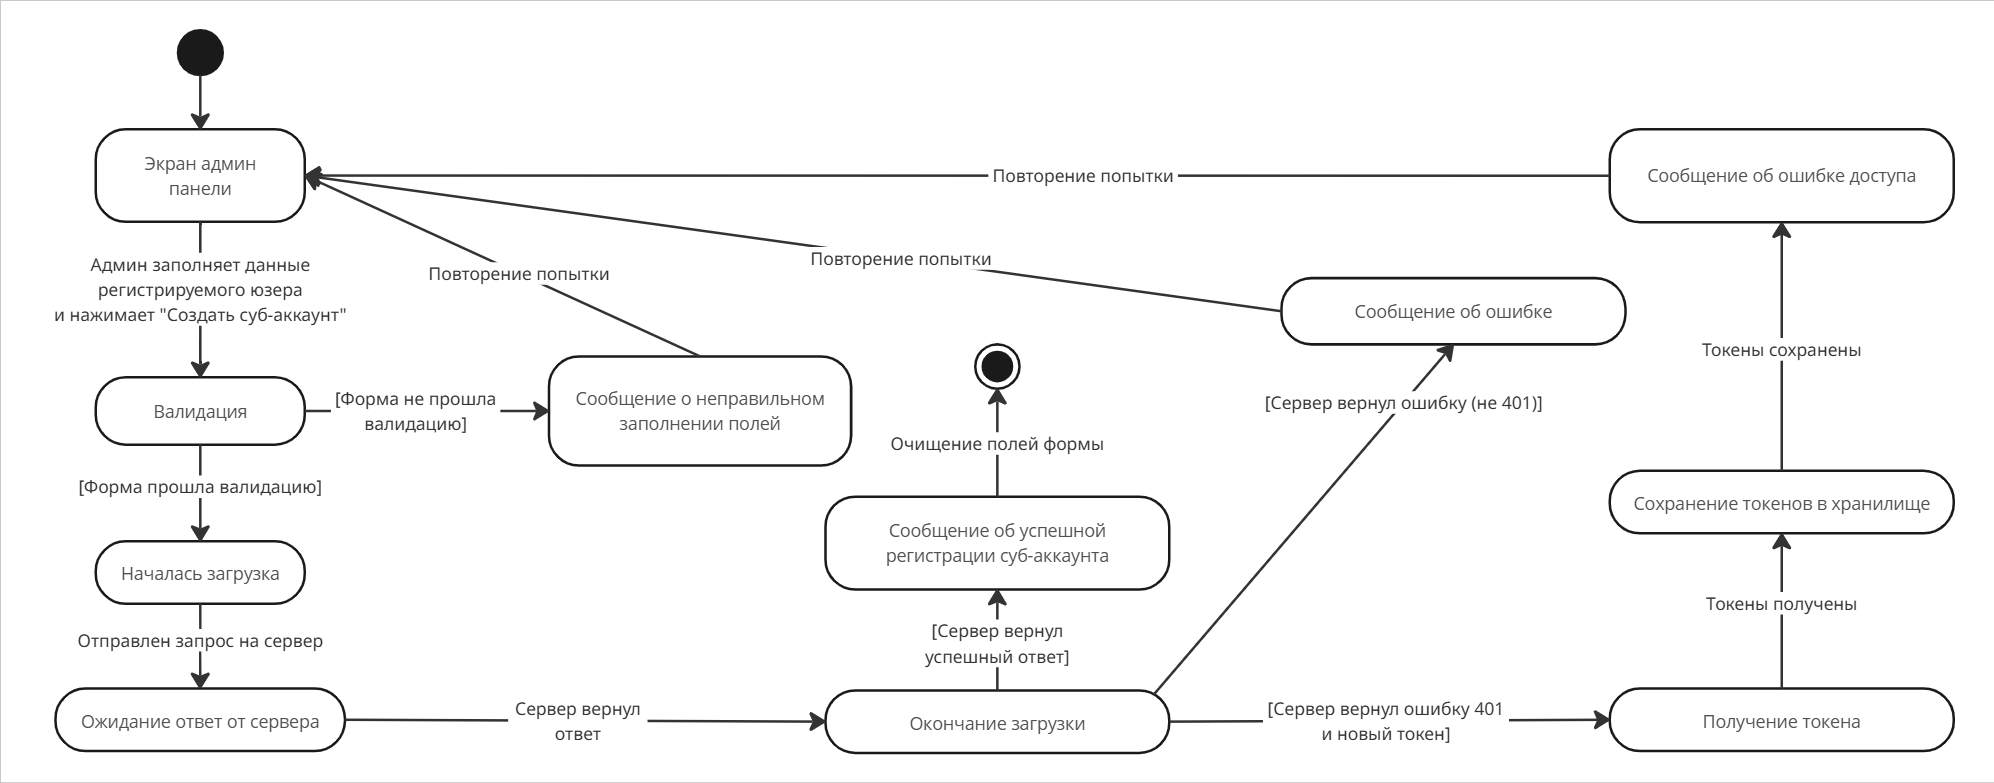 Экран админ
панели
Повторение попытки
Сообщение об ошибке доступа
Админ заполняет данные
регистрируемого юзера
и нажимает "Создать суб-аккаунт"
Повторение попытки
Повторение попытки
Сообщение об ошибке
Токены сохранены
Валидация
[Форма не прошла
валидацию]
Сообщение о неправильном
заполнении полей
[Сервер вернул ошибку (не 401)]
Очищение полей формы
[Форма прошла валидацию]
Сообщение об успешной
регистрации суб-аккаунта
Сохранение токенов в хранилище
Началась загрузка
Токены получены
Отправлен запрос на сервер
[Сервер вернул
успешный ответ]
Ожидание ответ от сервера
Сервер вернул
ответ
Окончание загрузки
[Сервер вернул ошибку 401
и новый токен]
Получение токена